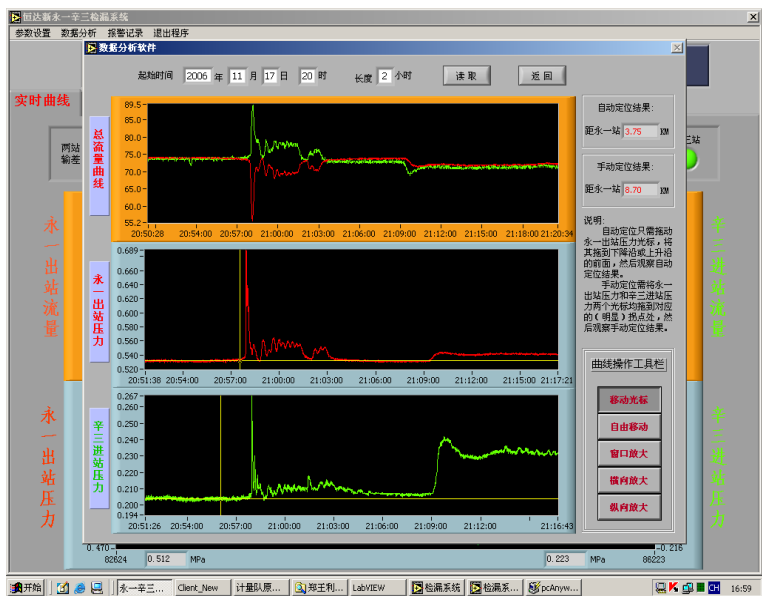 恒达新永一辛三检漏系统
参数设置 数据分析 报警记录 退出程序
数据分析软件
起始时间 2006 年 11 月 17 日 20 时 长度 2 小时 读取 返回
实时曲线
两站
输差
三站
永一出站流量
永一出站压力
辛三进站流量
辛三进站压力
总流量曲线
89.5
85.0
80.0
75.0
70.0
65.0
60.0
55.2
20:50:28 20:54:00 20:57:00 21:00:00 21:03:00 21:06:00 21:09:00 21:12:00 21:15:00 21:18:00 21:20:34
永一出站压力
0.689
0.660
0.640
0.620
0.600
0.580
0.560
0.540
0.520
20:51:38 20:54:00 20:57:00 21:00:00 21:03:00 21:06:00 21:09:00 21:12:00 21:15:00 21:17:21
辛三进站压力
0.267
0.260
0.250
0.240
0.230
0.220
0.210
0.200
0.194
20:51:26 20:54:00 20:57:00 21:00:00 21:03:00 21:06:00 21:09:00 21:12:00 21:16:43
自动定位结果:
距永一站 3.75 KM
手动定位结果:
距永一站 8.70 KM
说明:
自动定位只需拖动
永一出站压力光标，将
其拖到下降沿或上升沿
的前面，然后观察自动
定位结果。
手动定位需将永一
出站压力和辛三进站压
力两个光标均拖到对应
的(明显)拐点处，然
后观察手动定位结果。
曲线操作工具栏
移动光标
自由移动
窗口放大
横向放大
纵向放大
0.470 -0.216
82624 0.512 MPa 0.223 MPa 86223
开始 永一辛三... Client_New 计量队原... 郑王利... LabVIEW 检漏系统 检漏系... pcAnyw... CH 16:59